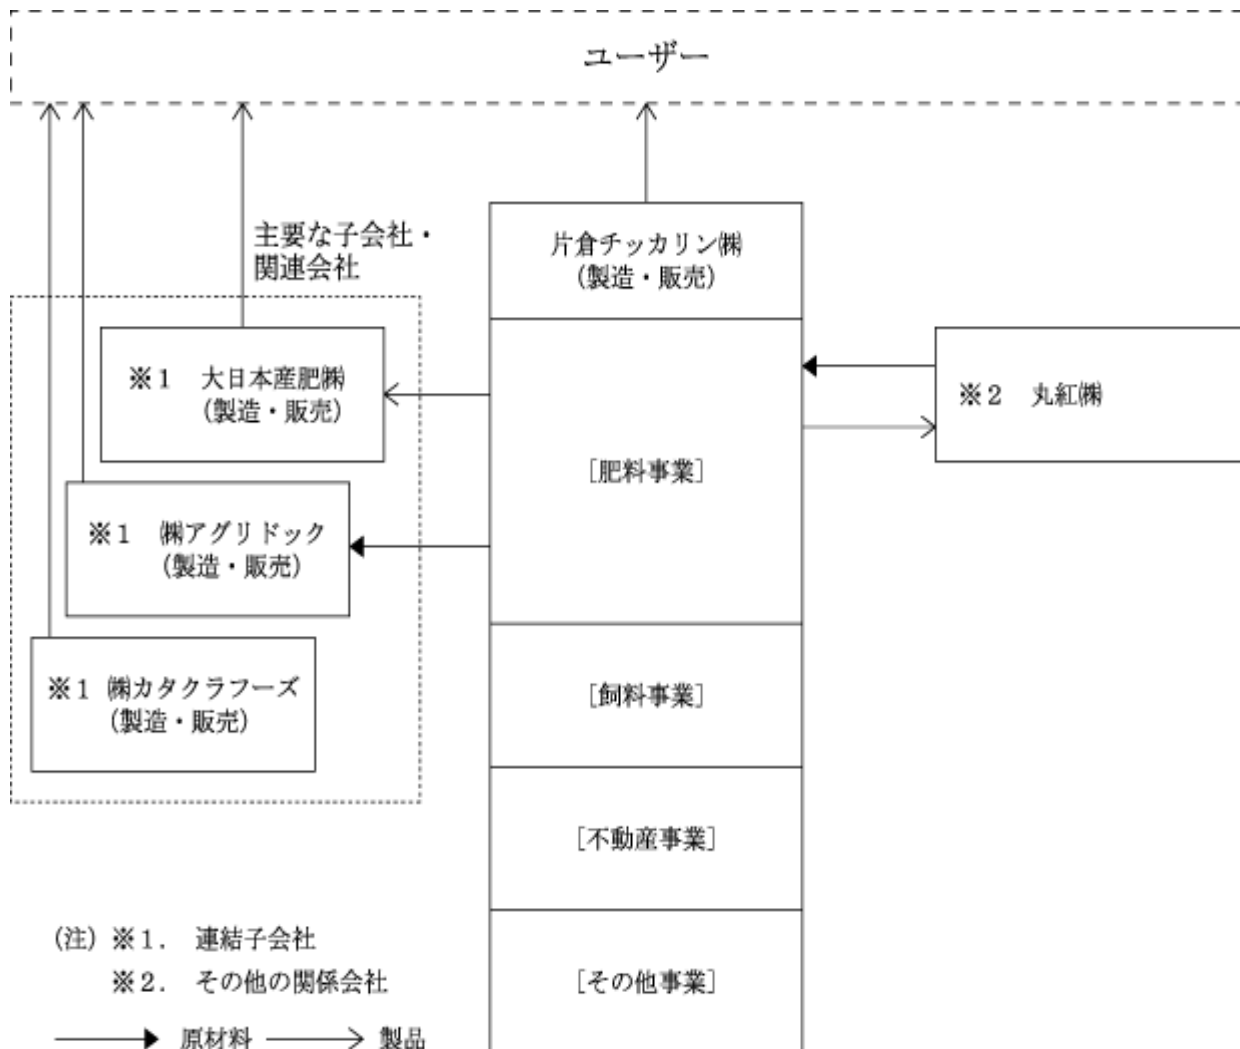 ユーザー
主要な子会社・
関連会社
片倉チッカリン㈱
(製造・販売)
※1 大日本産肥㈱
(製造・販売)
※2 丸紅㈱
[肥料事業]
※1 ㈱アグリドック
(製造・販売)
※1 ㈱カタクラフーズ
(製造・販売)
[飼料事業]
[不動産事業]
[その他事業]
(注) ※1. 連結子会社
※2. その他の関係会社
原材料 製品